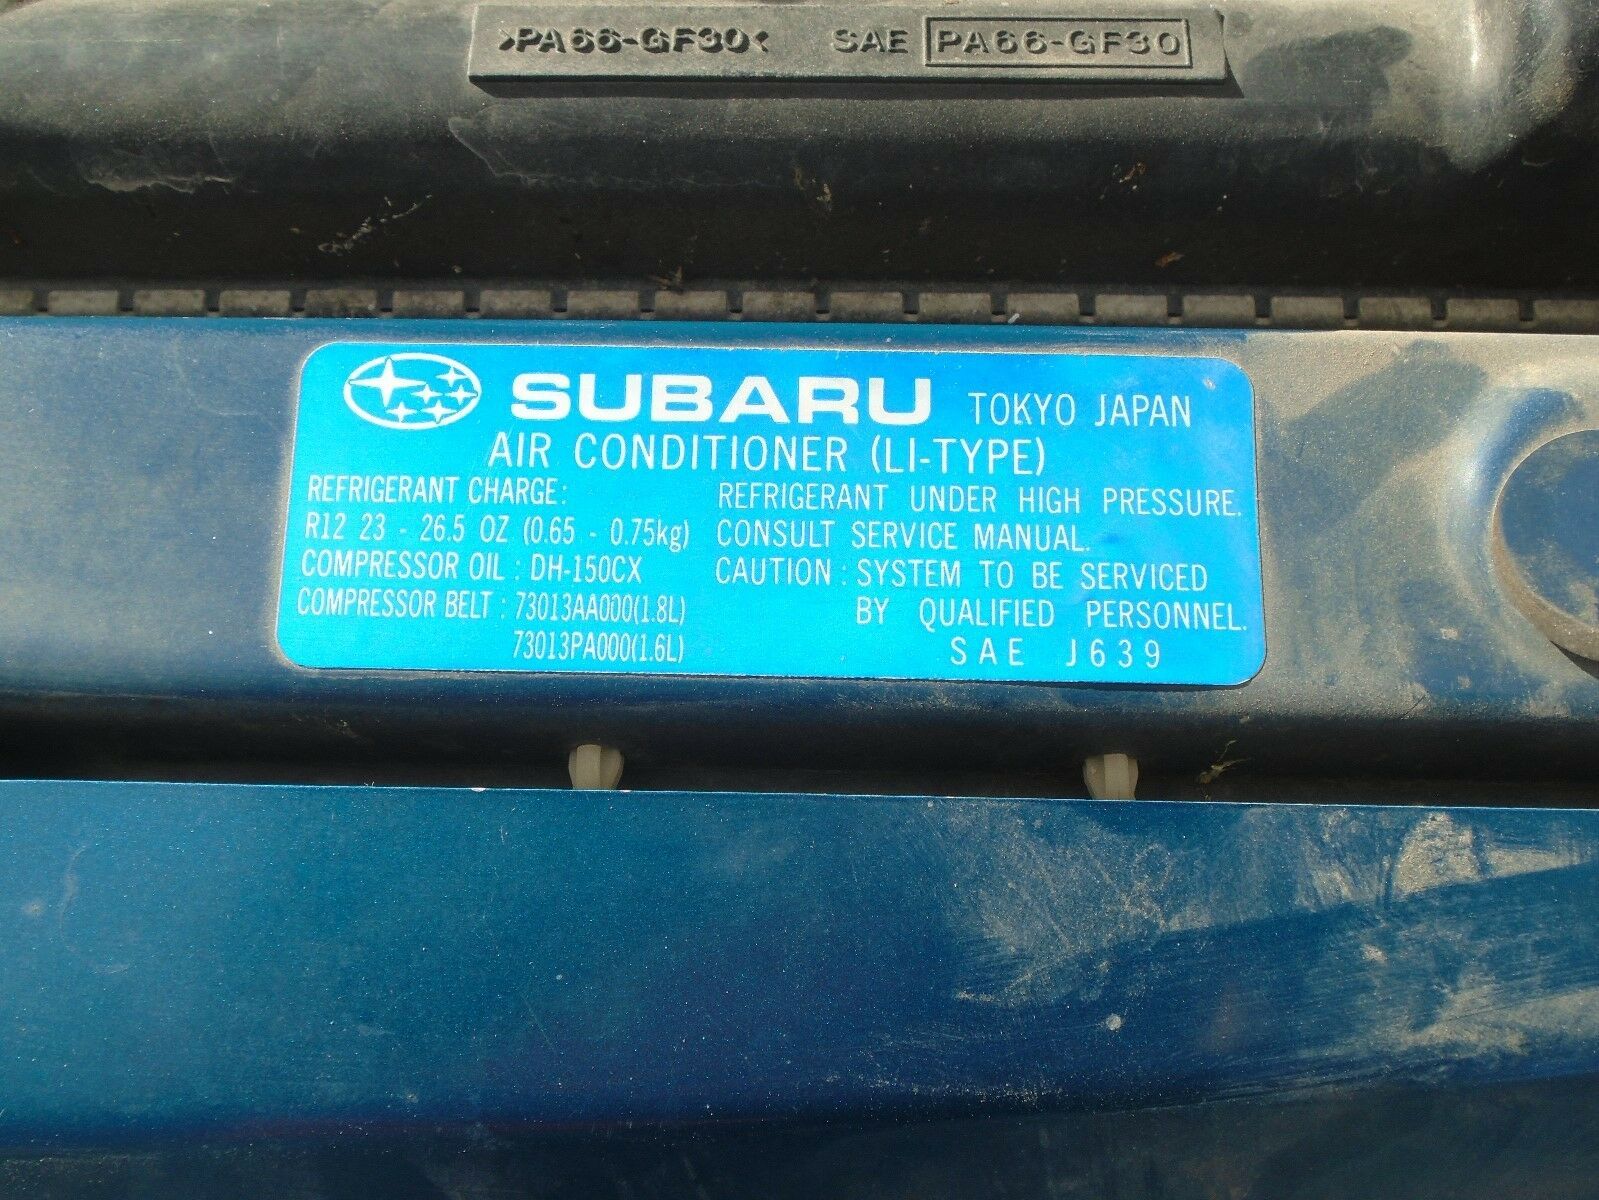 >PA66-GF30< SAE PA66-GF30
SUBARU TOKYO JAPAN
AIR CONDITIONER (LI-TYPE)
REFRIGERANT CHARGE:
R12 23 - 26.5 OZ (0.65 - 0.75kg)
COMPRESSOR OIL : DH-150CX
COMPRESSOR BELT : 73013AA000(1.8L)
73013PA000(1.6L)
REFRIGERANT UNDER HIGH PRESSURE.
CONSULT SERVICE MANUAL.
CAUTION : SYSTEM TO BE SERVICED
BY QUALIFIED PERSONNEL.
SAE J639